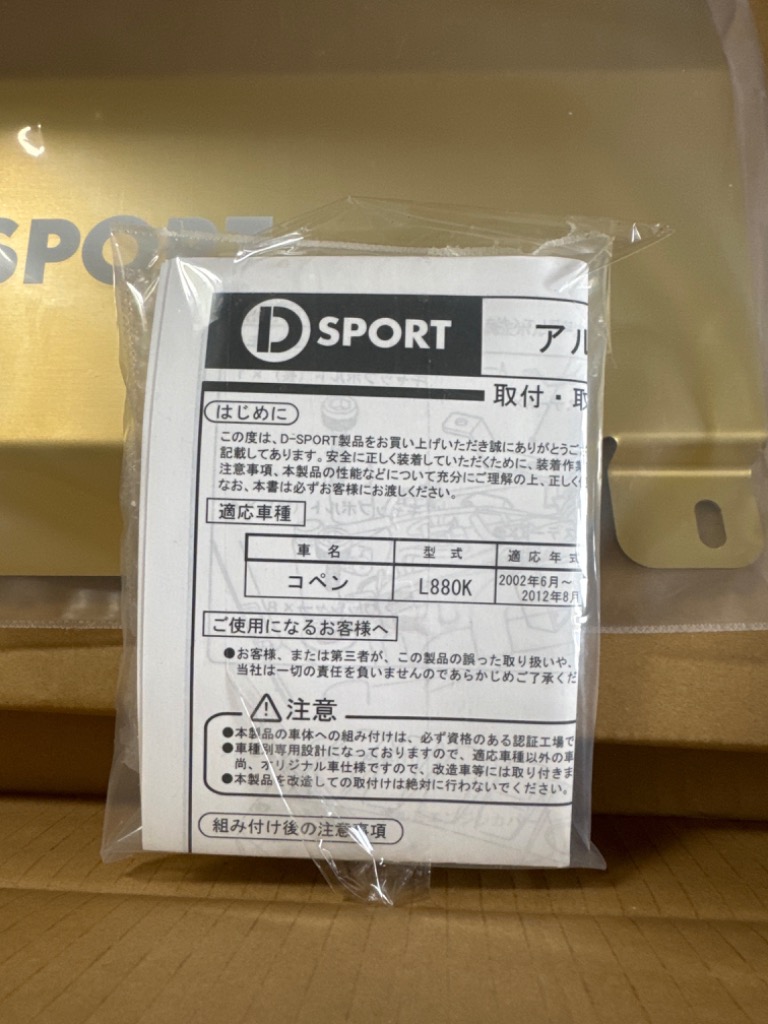 SPORT
D SPORT
アル
取付・取
はじめに
この度は、D-SPORT製品をお買い上げいただき誠にありがとうご
記載してあります。安全に正しく装着していただくために、装着作業
注意事項、本製品の性能などについて充分にご理解の上、正しく
なお、本書は必ずお客様にお渡しください。
適応車種
車名 型式 適応年式
コペン L880K 2002年6月～
2012年8月
ご使用になるお客様へ
●お客様、または第三者が、この製品の誤った取り扱いや、
当社は一切の責任を負いませんのであらかじめご了承くだ
注意
●本製品の車体への組み付けは、必ず資格のある認証工場で
●車種別専用設計になっておりますので、適応車種以外の車
尚、オリジナル車仕様ですので、改造車等には取り付きま
●本製品を改造しての取付けは絶対に行わないでください。
組み付け後の注意事項